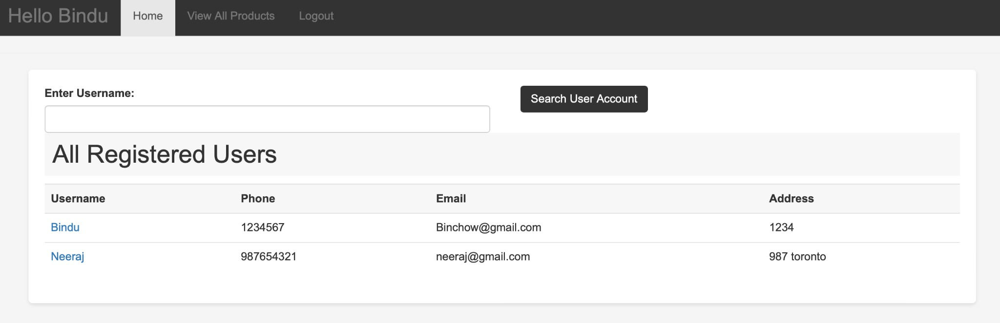 Hello Bindu Home View All Products Logout
Enter Username:
Search User Account
All Registered Users
Username Phone Email Address
Bindu 1234567 Binchow@gmail.com 1234
Neeraj 987654321 neeraj@gmail.com 987 toronto